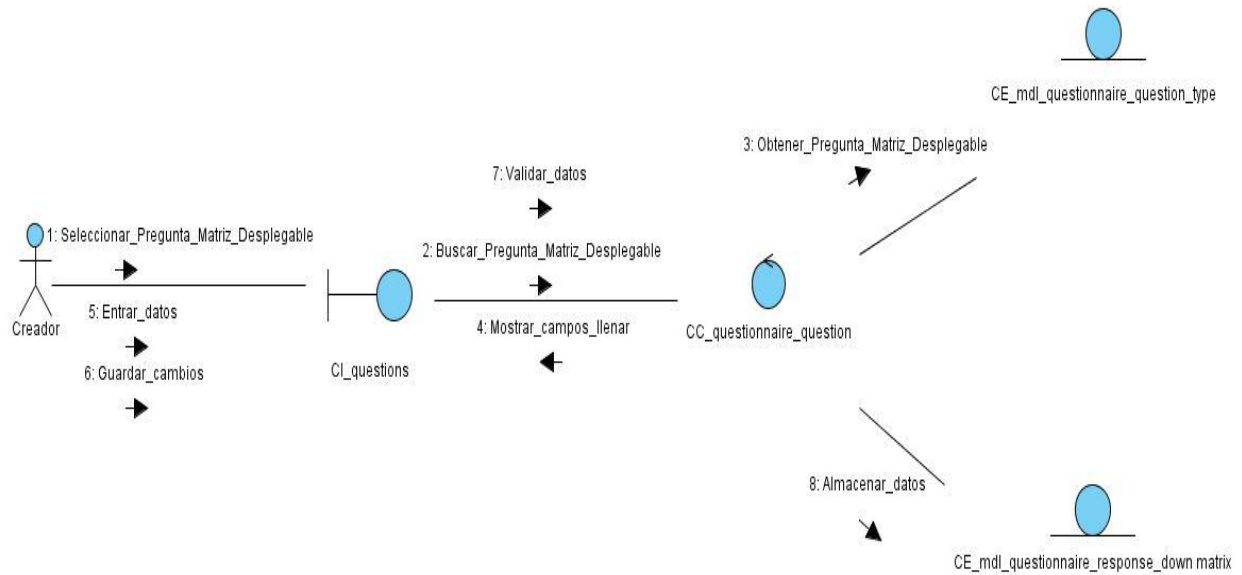 CE_mdl_questionnaire_question_type
3: Obtener_Pregunta_Matriz_Desplegable
7: Validar_datos
1: Seleccionar_Pregunta_Matriz_Desplegable
2: Buscar_Pregunta_Matriz_Desplegable
5: Entrar_datos
Creador
4: Mostrar_campos_llenar
CC_questionnaire_question
6: Guardar_cambios
CI_questions
8: Almacenar_datos
CE_mdl_questionnaire_response_down matrix